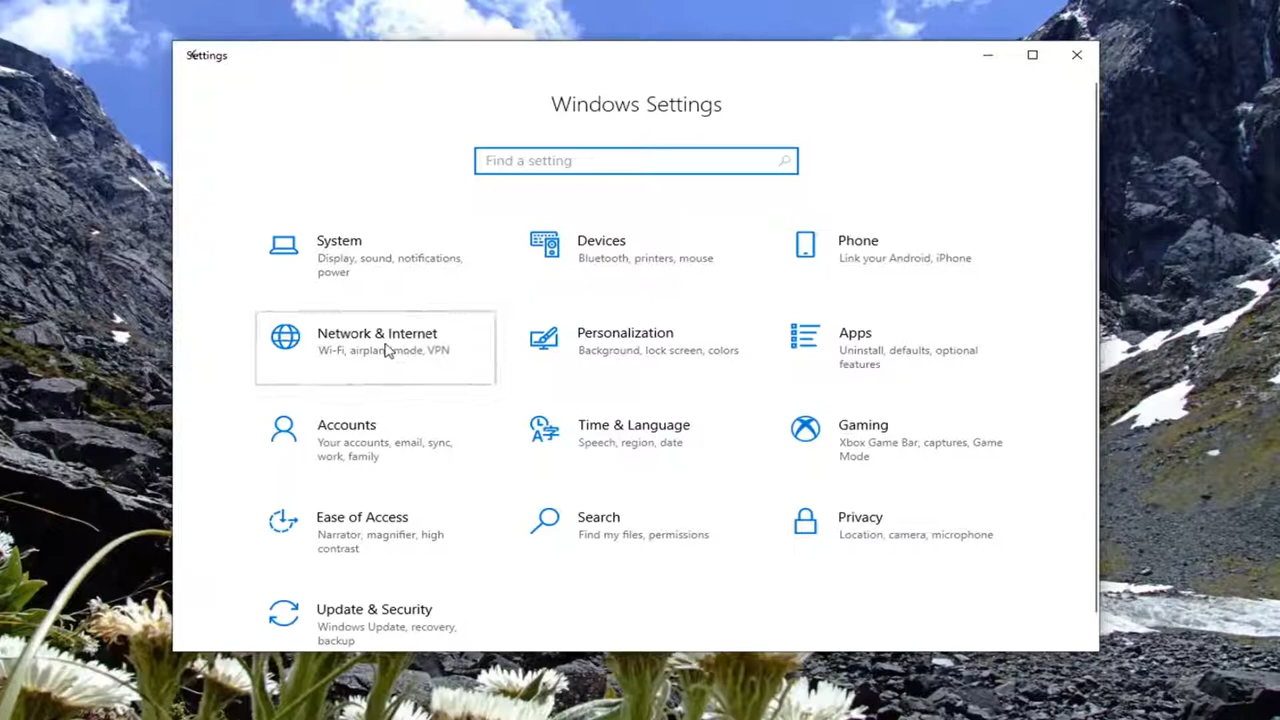 Settings
Windows Settings
Find a setting
System
Display, sound, notifications,
power
Devices
Bluetooth, printers, mouse
Phone
Link your Android, iPhone
Network & Internet
Wi-Fi, airplane mode, VPN
Personalization
Background, lock screen, colors
Apps
Uninstall, defaults, optional
features
Accounts
Your accounts, email, sync,
work, family
Time & Language
Speech, region, date
Gaming
Xbox Game Bar, captures, Game
Mode
Ease of Access
Narrator, magnifier, high
contrast
Search
Find my files, permissions
Privacy
Location, camera, microphone
Update & Security
Windows Update, recovery,
backup